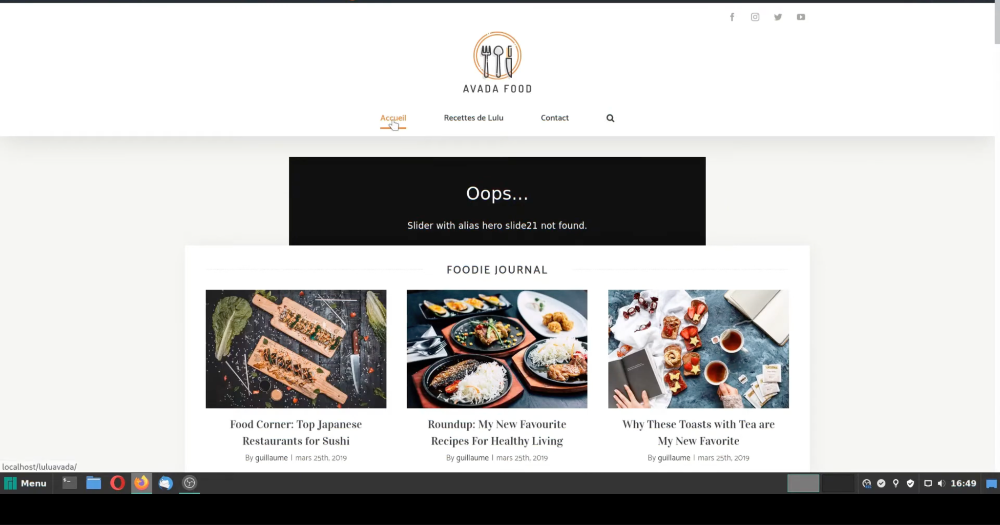 AVADA FOOD
Accueil Recettes de Lulu Contact
Oops...
Slider with alias hero slide21 not found.
FOODIE JOURNAL
Food Corner: Top Japanese
Restaurants for Sushi
By guillaume | mars 25th, 2019
Roundup: My New Favourite
Recipes For Healthy Living
By guillaume | mars 25th, 2019
Why These Toasts with Tea are
My New Favorite
By guillaume | mars 25th, 2019
localhost/luluavada/
Menu
16:49